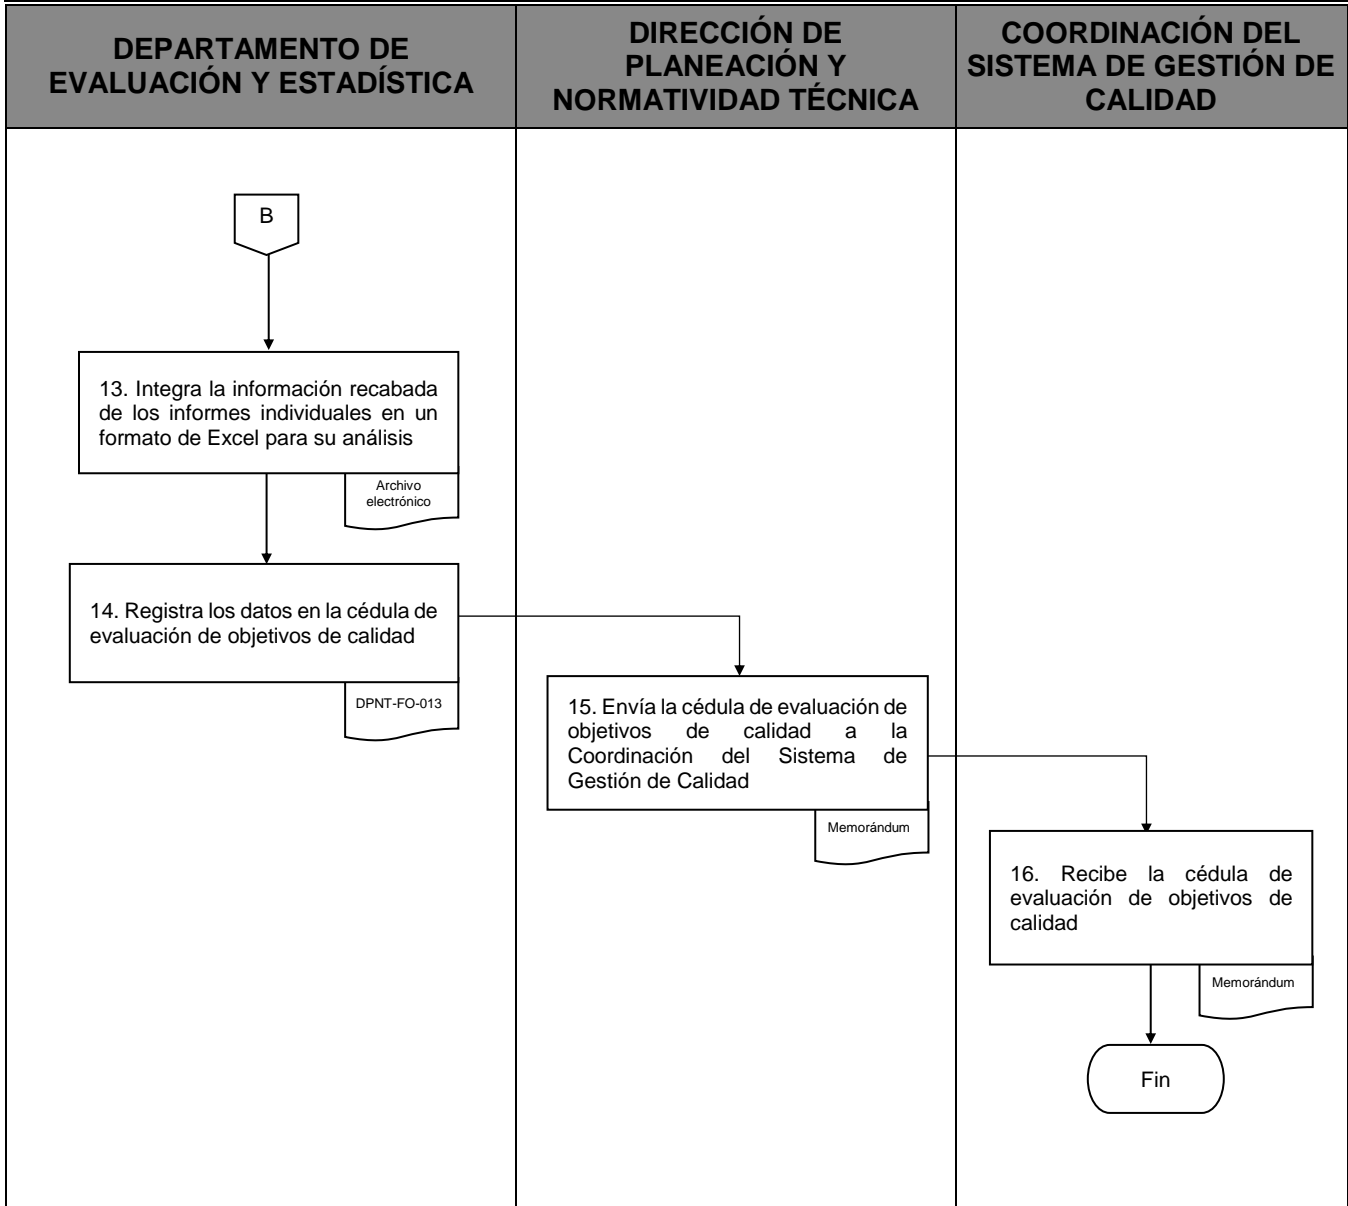 DEPARTAMENTO DE
EVALUACIÓN Y ESTADÍSTICA
DIRECCIÓN DE
PLANEACIÓN Y
NORMATIVIDAD TÉCNICA
COORDINACIÓN DEL
SISTEMA DE GESTIÓN DE
CALIDAD
B
13. Integra la información recabada
de los informes individuales en un
formato de Excel para su análisis
Archivo
electrónico
14. Registra los datos en la cédula de
evaluación de objetivos de calidad
DPNT-FO-013
15. Envía la cédula de evaluación de
objetivos de calidad a la
Coordinación del Sistema de
Gestión de Calidad
Memorándum
16. Recibe la cédula de
evaluación de objetivos de
calidad
Memorándum
Fin